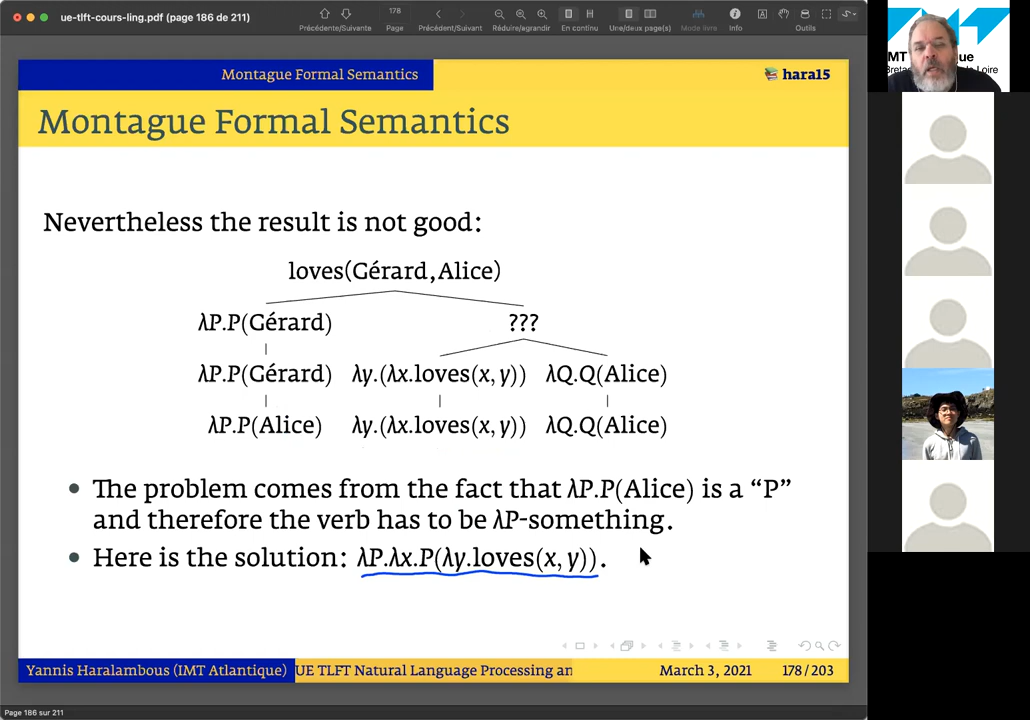 ue-tlft-cours-ling.pdf (page 186 de 211)
178
Précédente/Suivante
Page
Précédent/Suivant
Réduire/agrandir
En continu
Une/deux page(s)
Mode livre
Info
Outils
Montague Formal Semantics
hara15
Montague Formal Semantics
Nevertheless the result is not good:
loves(Gérard,Alice)
λP.P(Gérard) ???
λP.P(Gérard) λy.(λx.loves(x, y)) λQ.Q(Alice)
λP.P(Alice) λy.(λx.loves(x, y)) λQ.Q(Alice)
• The problem comes from the fact that λP.P(Alice) is a “P”
and therefore the verb has to be λP-something.
• Here is the solution: λP.λx.P(λy.loves(x, y)).
Yannis Haralambous (IMT Atlantique) UE TLFT Natural Language Processing an March 3, 2021 178 / 203
Page 186 sur 211